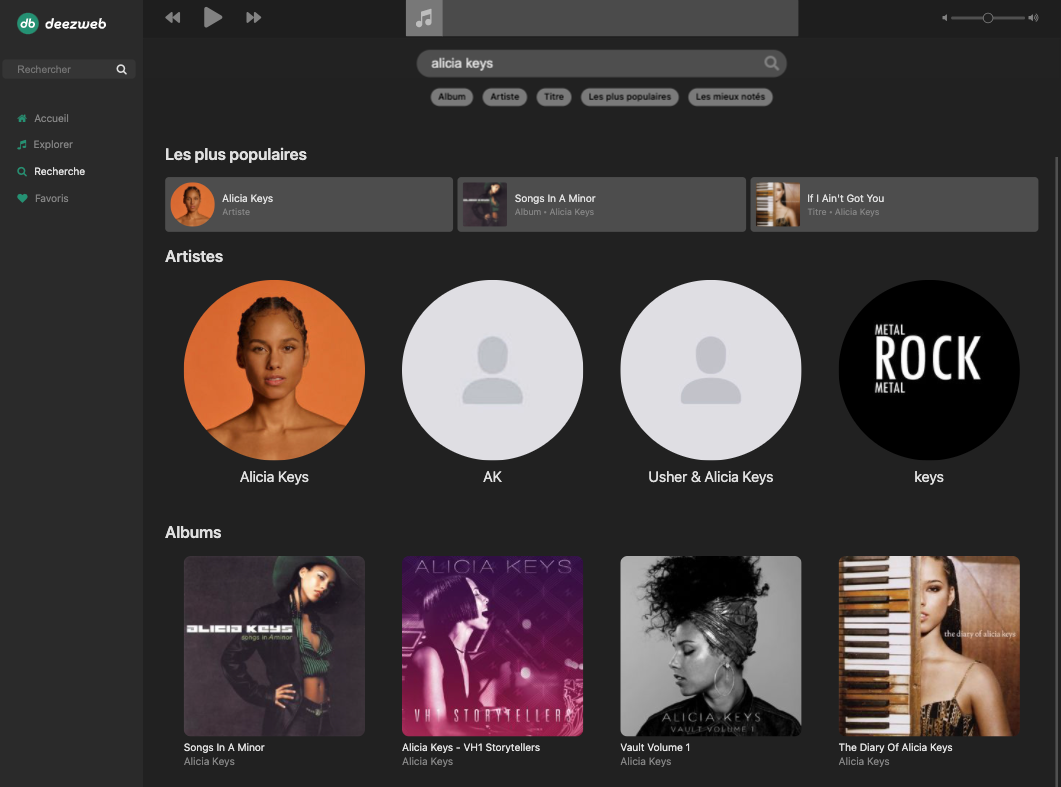 db deezweb
Rechercher
Accueil
Explorer
Recherche
Favoris
alicia keys
Album
Artiste
Titre
Les plus populaires
Les mieux notés
Les plus populaires
Alicia Keys
Artiste
Songs In A Minor
Album • Alicia Keys
If I Ain't Got You
Titre • Alicia Keys
Artistes
METAL
ROCK
METAL
Alicia Keys
AK
Usher & Alicia Keys
keys
Albums
ALICIA KEYS
songs in Aminor
ALICIA KEYS
VH1 STORYTELLERS
ALICIA KEYS
VAULT VOLUME 1
the diary of alicia keys
Songs In A Minor
Alicia Keys
Alicia Keys - VH1 Storytellers
Alicia Keys
Vault Volume 1
Alicia Keys
The Diary Of Alicia Keys
Alicia Keys